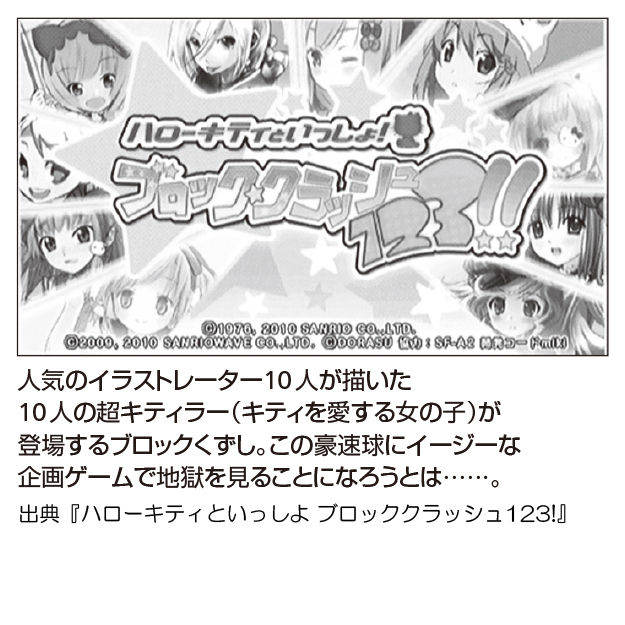 ハローキティといっしょ!
ブロック★クラッシュ
123!!
©1976, 2010 SANRIO CO.,LTD.
©2009, 2010 SANRIOWAVE CO.,LTD. ©DORASU 協力:SF-A2 開発コードmiki
人気のイラストレーター10人が描いた
10人の超キティラー(キティを愛する女の子)が
登場するブロックくずし。この豪速球にイージーな
企画ゲームで地獄を見ることになろうとは……。
出典『ハローキティといっしよ ブロッククラッシュ123!』